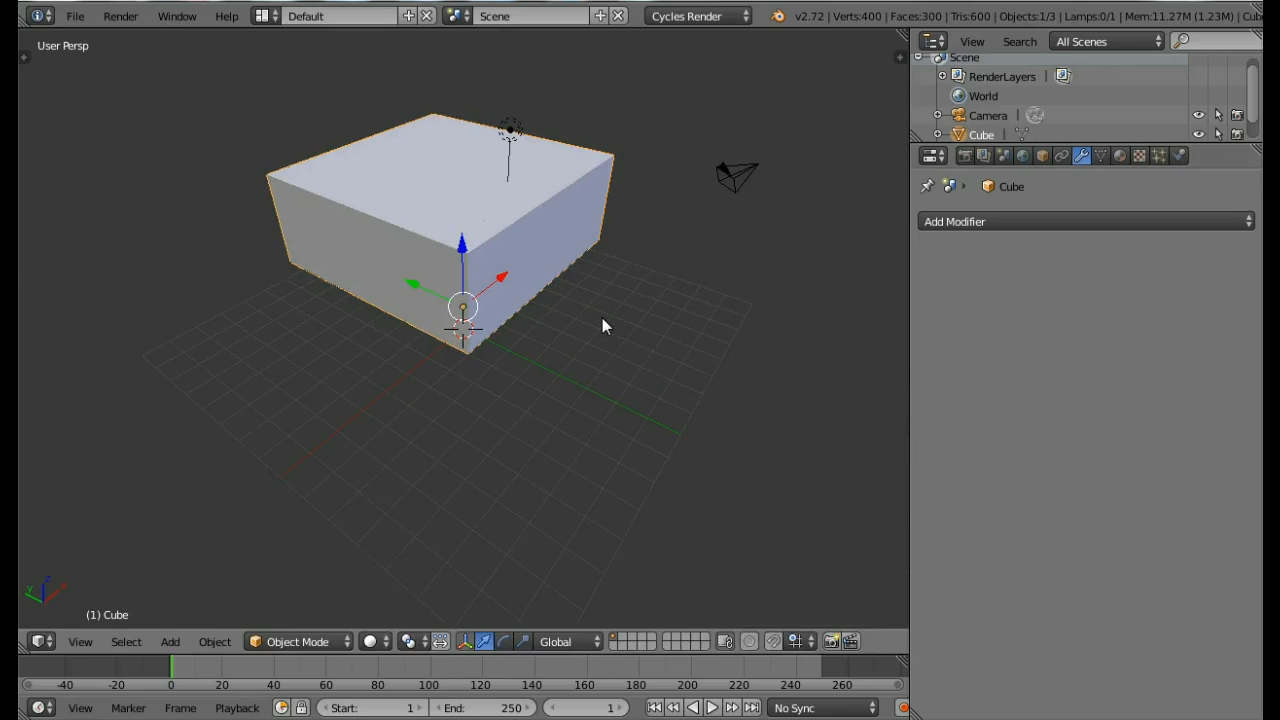 File Render Window Help Default Scene Cycles Render v2.72 | Verts:400 | Faces:300 | Tris:600 | Objects:1/3 | Lamps:0/1 | Mem:11.27M (1.23M) | Cub
User Persp
View Search All Scenes
Scene
RenderLayers
World
Camera
Cube
Cube
Add Modifier
(1) Cube
View Select Add Object Object Mode Global
-40 -20 0 20 40 60 80 100 120 140 160 180 200 220 240 260
View Marker Frame Playback Start: 1 End: 250 1 No Sync
z
y